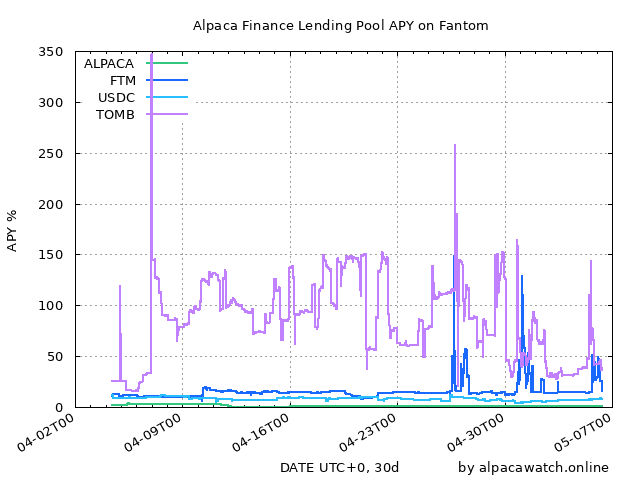 Alpaca Finance Lending Pool APY on Fantom
350
300
250
200
150
100
50
0
APY %
ALPACA
FTM
USDC
TOMB
04-02T00
04-09T00
04-16T00
04-23T00
04-30T00
05-07T00
DATE UTC+0, 30d
by alpacawatch.online